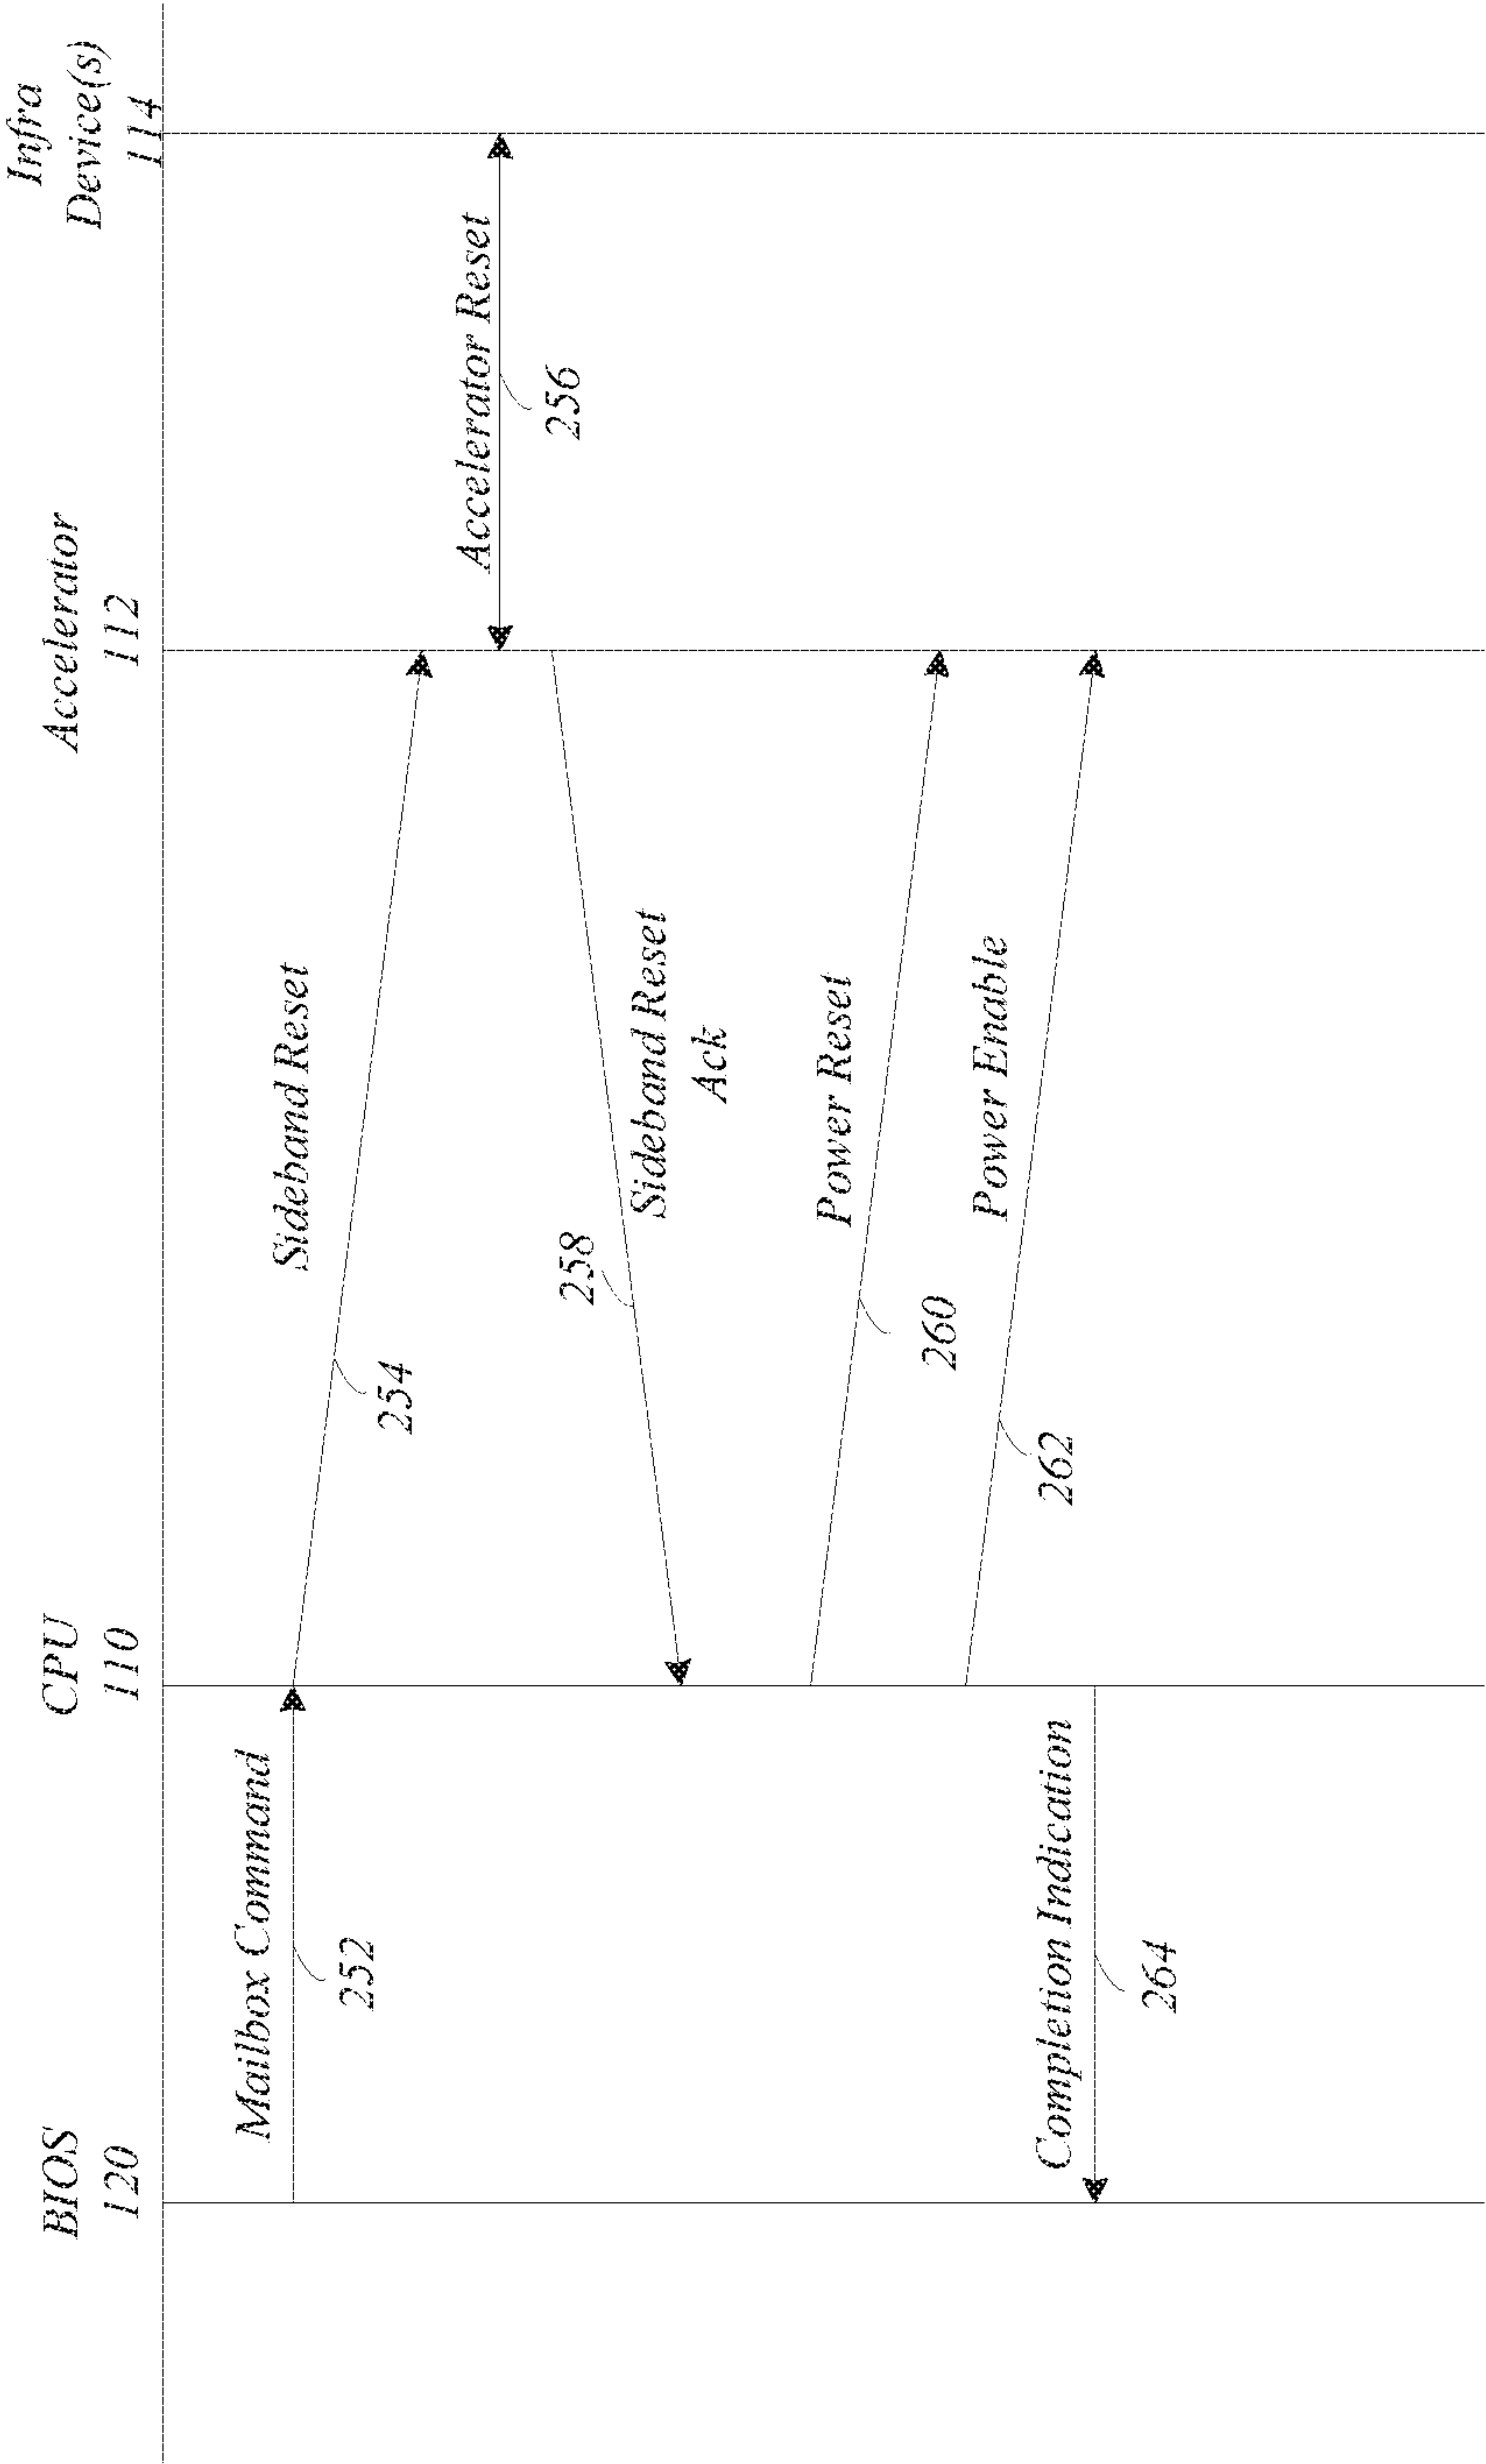 BIOS
120
CPU
110
Accelerator
112
Infra
Device(s)
114
Mailbox Command
252
Sideband Reset
254
Accelerator Reset
256
258
Sideband Reset
Ack
Power Reset
260
Power Enable
262
Completion Indication
264